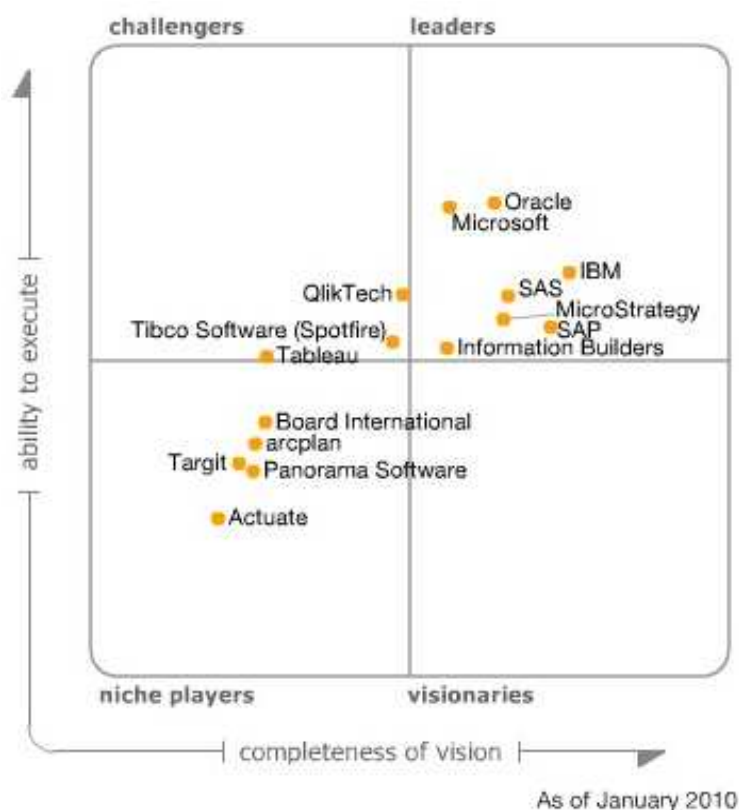 challengers
leaders
Oracle
Microsoft
IBM
SAS
QlikTech
MicroStrategy
SAP
Tibco Software (Spotfire)
Information Builders
Tableau
ability to execute
Board International
arcplan
Targit
Panorama Software
Actuate
niche players
visionaries
completeness of vision
As of January 2010